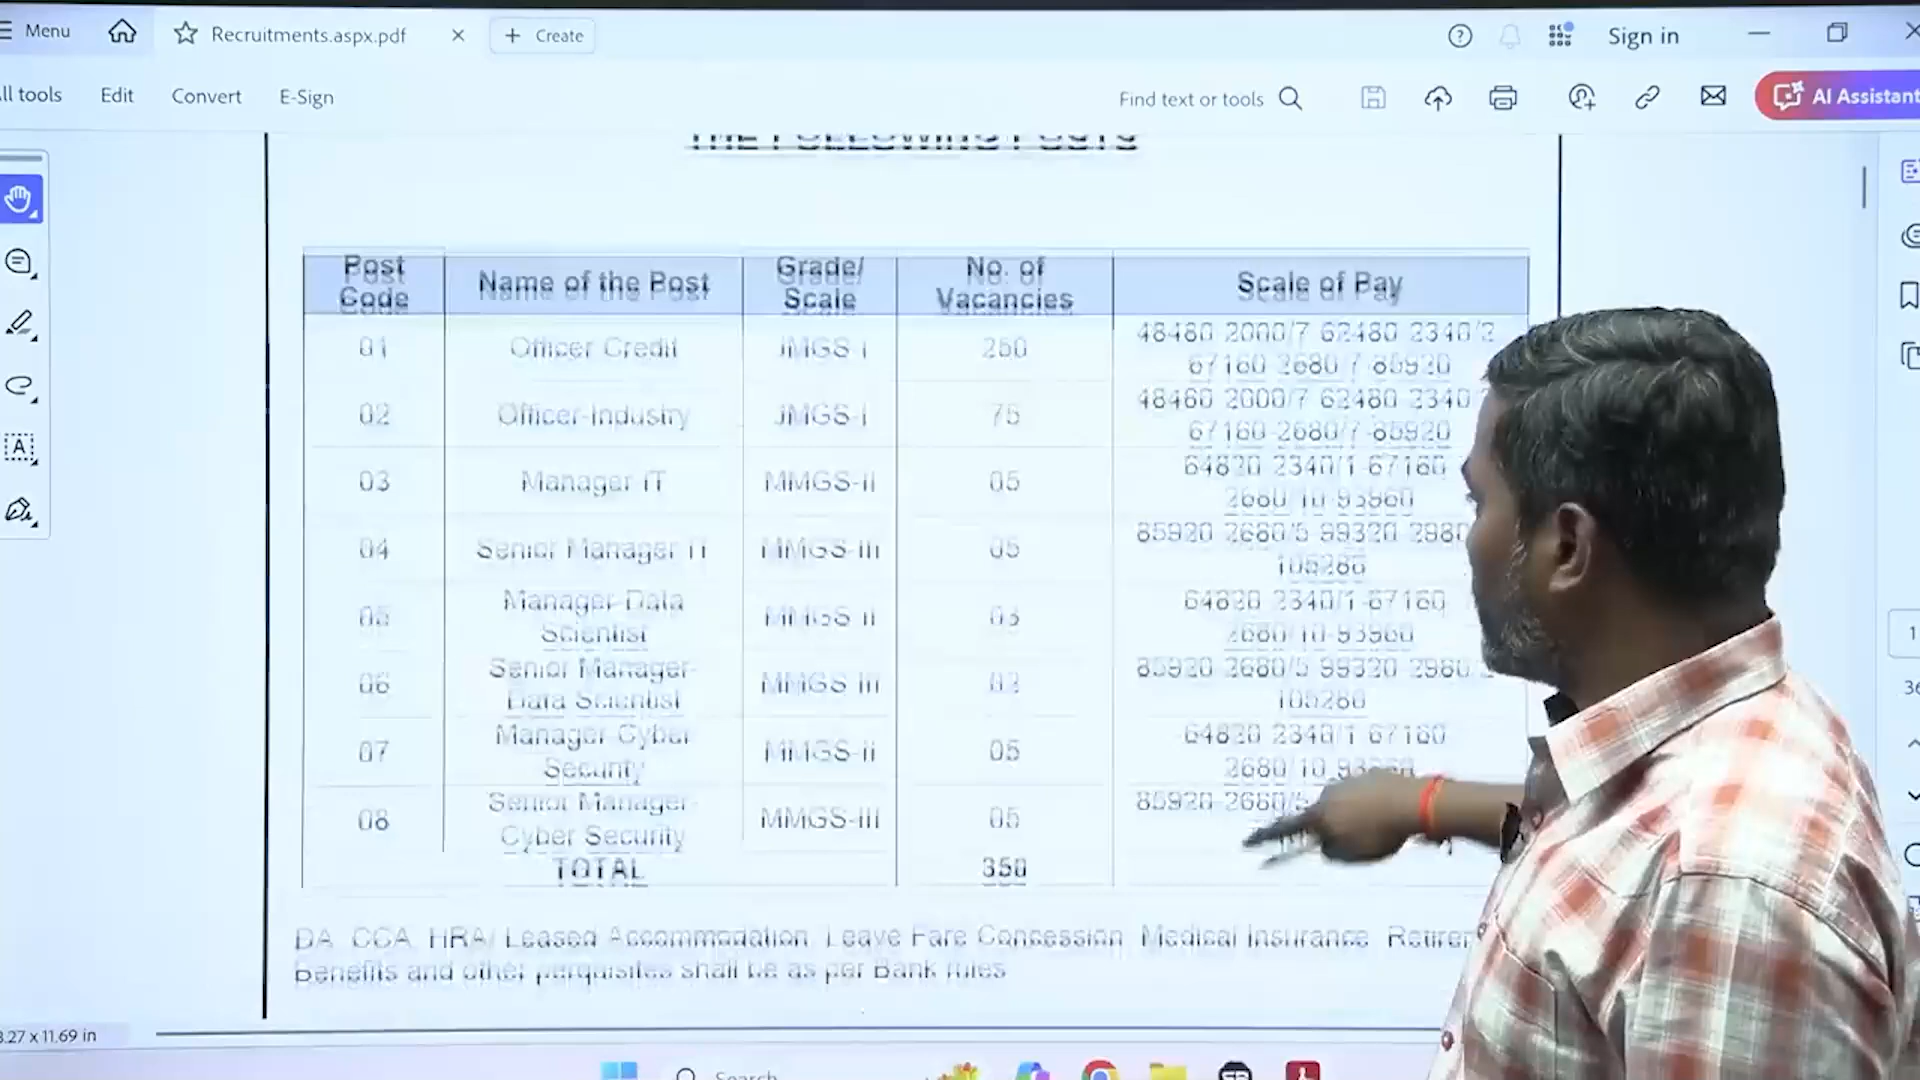 Menu
Recruitments.aspx.pdf
Create
Sign in
ll tools
Edit
Convert
E-Sign
Find text or tools
AI Assistant
THE FOLLOWING POSTS
Post Code
Name of the Post
Grade/ Scale
No. of Vacancies
Scale of Pay
01
Officer Credit
JMGS-I
250
48480 2000/7 62480 2340/2
67160 2680/7 85920
02
Officer-Industry
JMGS-I
75
48480 2000/7 62480 2340
67160-2680/7-85920
03
Manager IT
MMGS-II
05
64820 2340/1-67160
2680/10-93960
04
Senior Manager IT
MMGS-III
05
85920 2680/5 99320 2980
105280
05
Manager-Data Scientist
MMGS II
03
64820 2340/1-67160
2680/10-93960
06
Senior Manager-
Data Scientist
MMGS III
02
85920 2680/5 99320 2980
105280
07
Manager Cyber
Security
MMGS-II
05
64820 2340/1 67160
2680/10
08
Senior Manager-
Cyber Security
MMGS-III
05
85920-2680/5
TOTAL
350
DA CCA HRA/ Leased Accommodation Leave Fare Concession Medical Insurance
Benefits and other perquisites shall be as per Bank rules
.27 x 11.69 in
Search